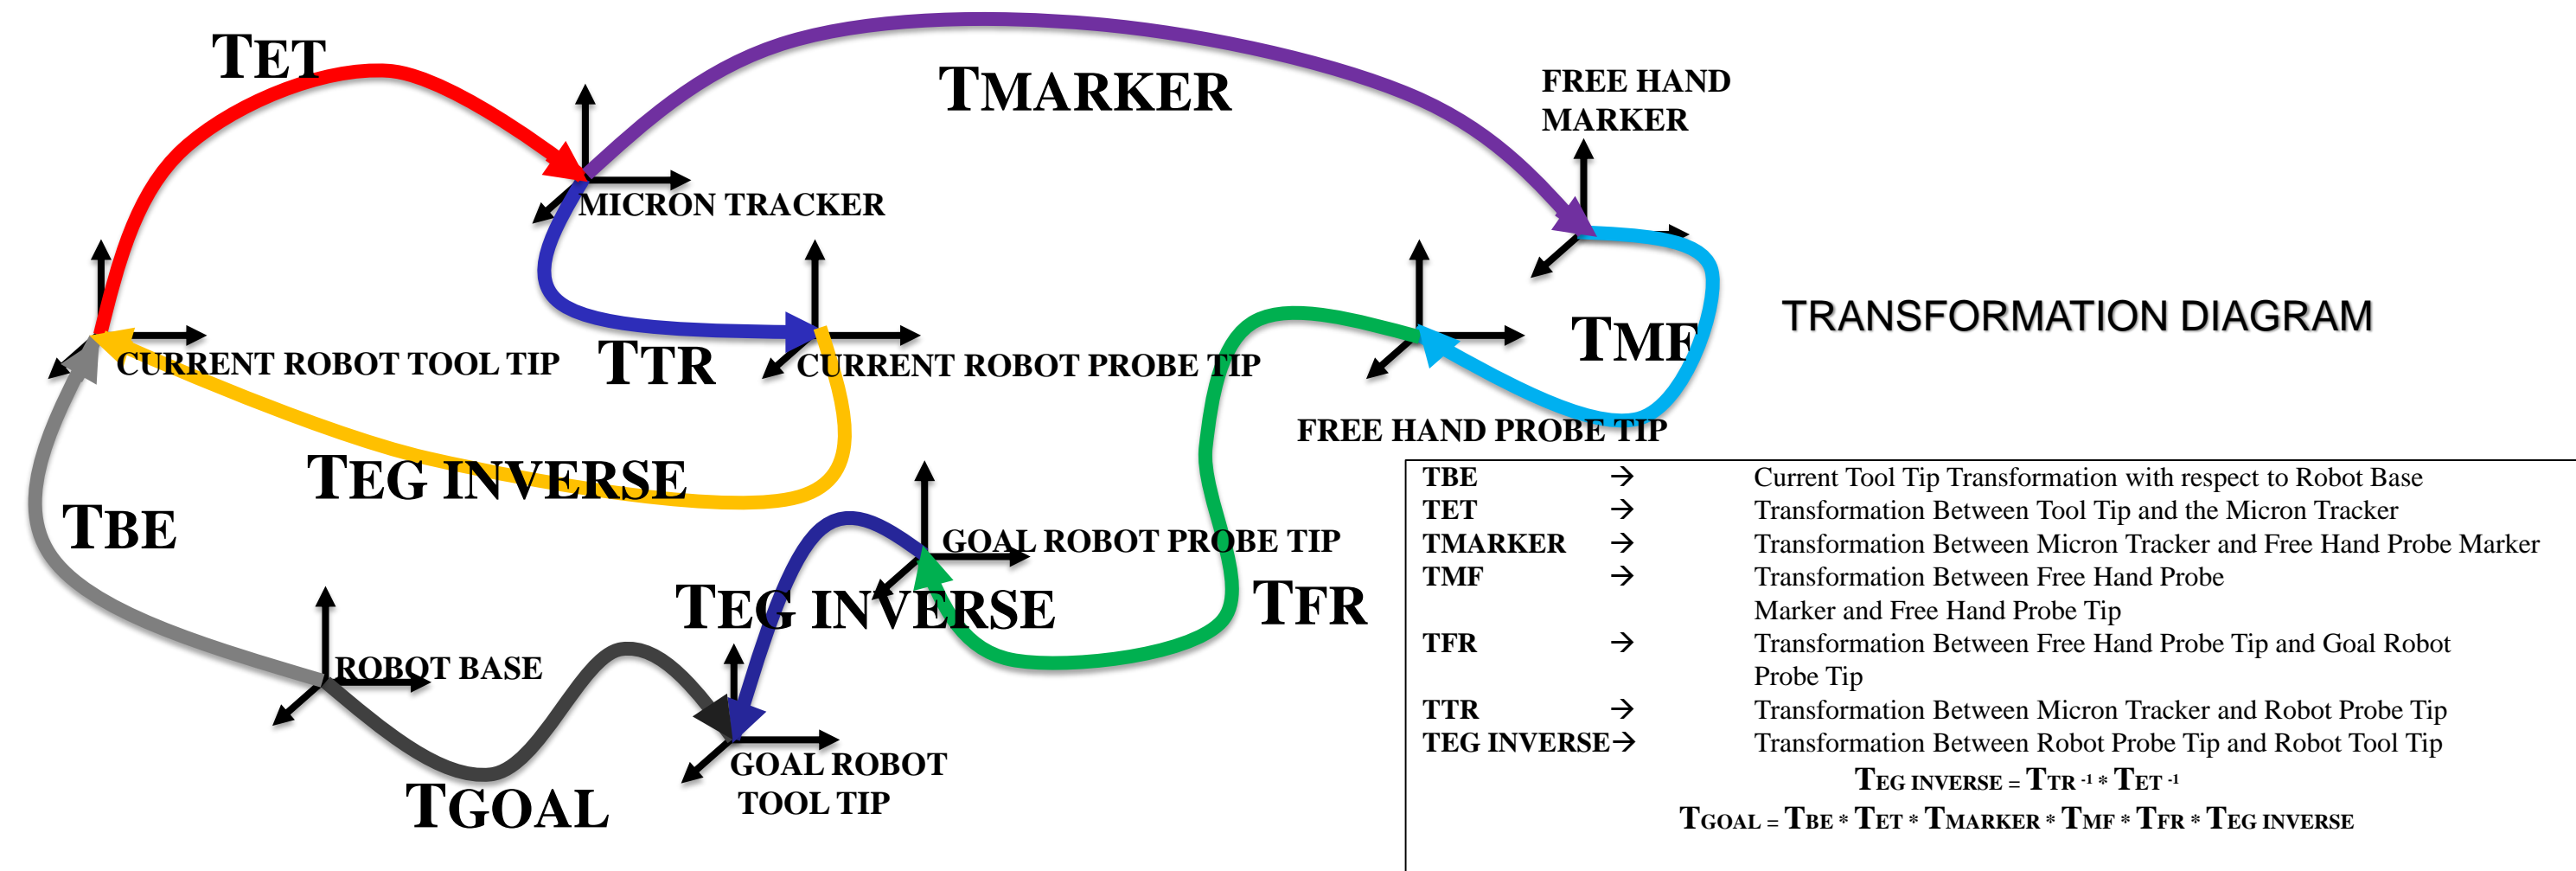 TET
TMARKER
FREE HAND
MARKER
MICRON TRACKER
TRANSFORMATION DIAGRAM
TMF
TTR
CURRENT ROBOT TOOL TIP
CURRENT ROBOT PROBE TIP
FREE HAND PROBE TIP
TEG INVERSE
TBE
GOAL ROBOT PROBE TIP
TEG INVERSE
TFR
ROBOT BASE
GOAL ROBOT
TOOL TIP
TGOAL
TBE → Current Tool Tip Transformation with respect to Robot Base
TET → Transformation Between Tool Tip and the Micron Tracker
TMARKER → Transformation Between Micron Tracker and Free Hand Probe Marker
TMF → Transformation Between Free Hand Probe
Marker and Free Hand Probe Tip
TFR → Transformation Between Free Hand Probe Tip and Goal Robot
Probe Tip
TTR → Transformation Between Micron Tracker and Robot Probe Tip
TEG INVERSE→ Transformation Between Robot Probe Tip and Robot Tool Tip
TEG INVERSE = TTR -1 * TET -1
TGOAL = TBE * TET * TMARKER * TMF * TFR * TEG INVERSE